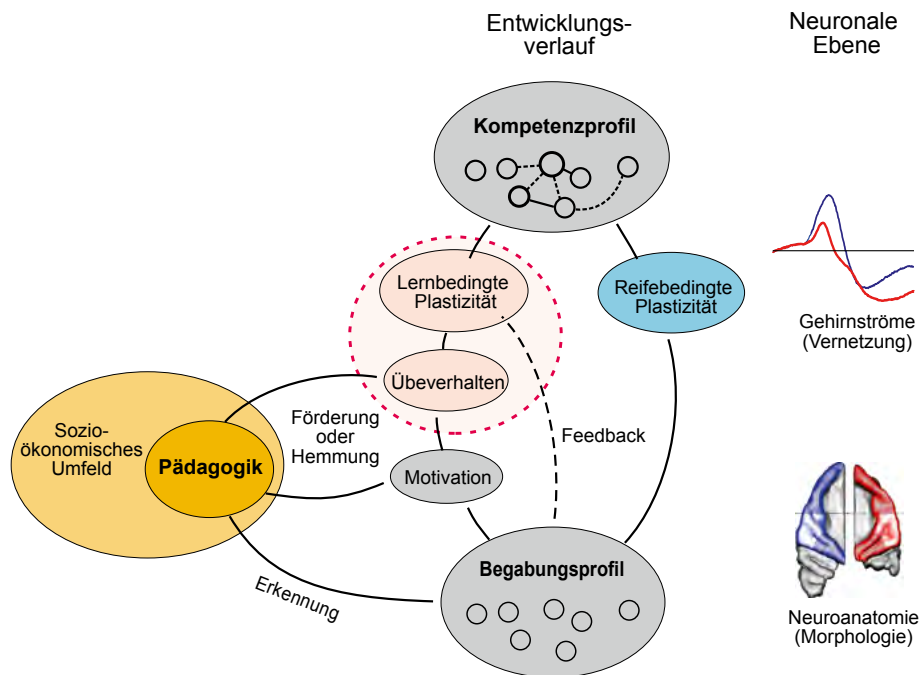 Entwicklungs-
verlauf
Neuronale
Ebene
Kompetenzprofil
Lernbedingte
Plastizität
Reifebedingte
Plastizität
Gehirnströme
(Vernetzung)
Übeverhalten
Sozio-
ökonomisches
Umfeld
Pädagogik
Förderung
oder
Hemmung
Feedback
Motivation
Begabungsprofil
Erkennung
Neuroanatomie
(Morphologie)